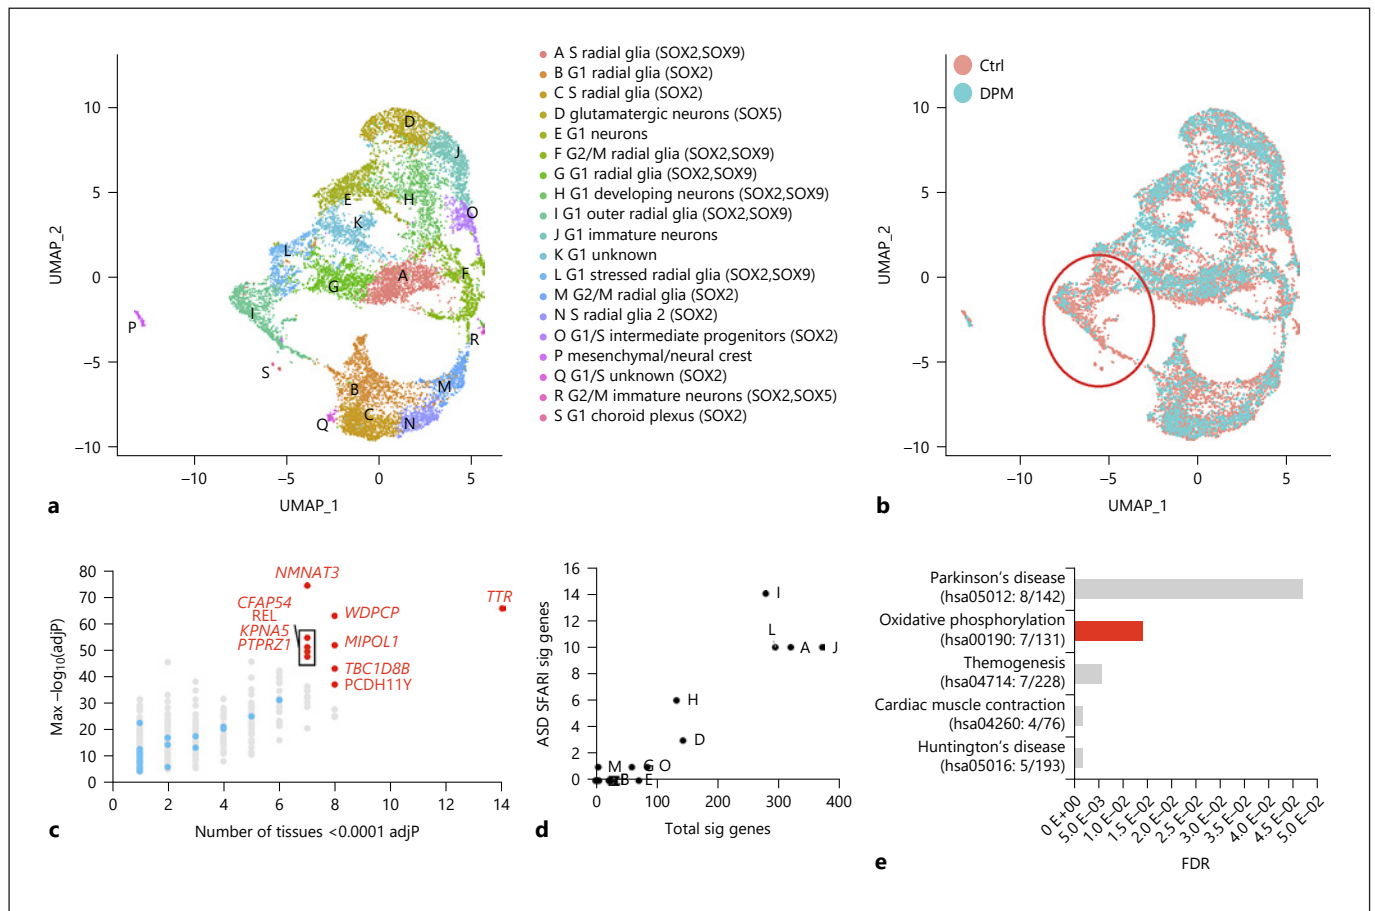 A S radial glia (SOX2,SOX9)
B G1 radial glia (SOX2)
C S radial glia (SOX2)
D glutamatergic neurons (SOX5)
E G1 neurons
F G2/M radial glia (SOX2,SOX9)
G G1 radial glia (SOX2,SOX9)
H G1 developing neurons (SOX2,SOX9)
I G1 outer radial glia (SOX2,SOX9)
J G1 immature neurons
K G1 unknown
L G1 stressed radial glia (SOX2,SOX9)
M G2/M radial glia (SOX2)
N S radial glia 2 (SOX2)
O G1/S intermediate progenitors (SOX2)
P mesenchymal/neural crest
Q G1/S unknown (SOX2)
R G2/M immature neurons (SOX2,SOX5)
S G1 choroid plexus (SOX2)
10
5
0
−5
−10
UMAP_2
D
J
E
H
O
K
L
A
F
G
I
P
R
S
B
M
C
Q
N
−10
−5
0
5
UMAP_1
a
Ctrl
DPM
10
5
0
−5
−10
UMAP_2
−10
−5
0
5
UMAP_1
b
80
70
60
50
40
30
20
10
0
Max −log10(adjP)
NMNAT3
CFAP54
REL
KPNA5
PTPRZ1
WDPCP
MIPOL1
TBC1D8B
PCDH11Y
TTR
0
2
4
6
8
10
12
14
Number of tissues <0.0001 adjP
c
16
14
12
10
8
6
4
2
0
ASD SFARI sig genes
I
L
A
J
H
D
M
G
O
B
E
0
100
200
300
400
Total sig genes
d
Parkinson’s disease
(hsa05012: 8/142)
Oxidative phosphorylation
(hsa00190: 7/131)
Themogenesis
(hsa04714: 7/228)
Cardiac muscle contraction
(hsa04260: 4/76)
Huntington’s disease
(hsa05016: 5/193)
0 E+00
5.0 E−03
1.0 E−02
1.5 E−02
2.0 E−02
2.5 E−02
3.0 E−02
3.5 E−02
4.0 E−02
4.5 E−02
5.0 E−02
FDR
e